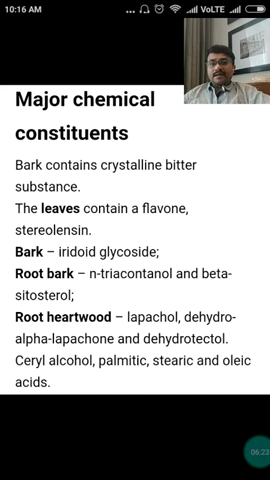 10:16 AM
... VoLTE
Major chemical
constituents
Bark contains crystalline bitter
substance.
The leaves contain a flavone,
stereolensin.
Bark – iridoid glycoside;
Root bark – n-triacontanol and beta-
sitosterol;
Root heartwood – lapachol, dehydro-
alpha-lapachone and dehydrotectol.
Ceryl alcohol, palmitic, stearic and oleic
acids.
06:23